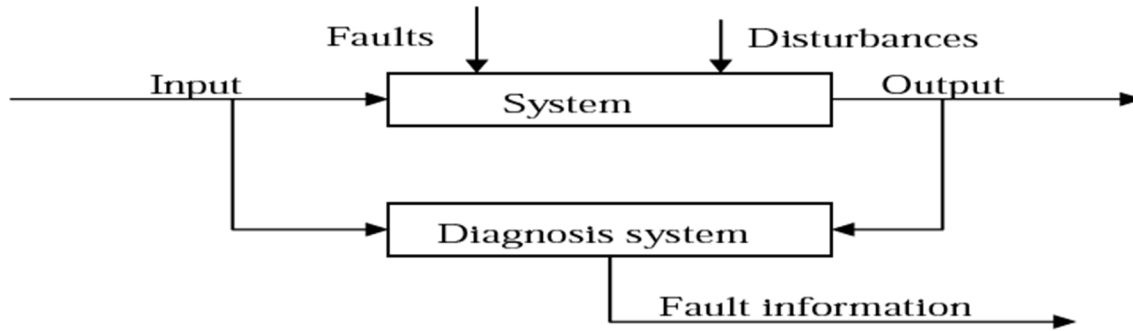 Faults
Disturbances
Input
Output
System
Diagnosis system
Fault information